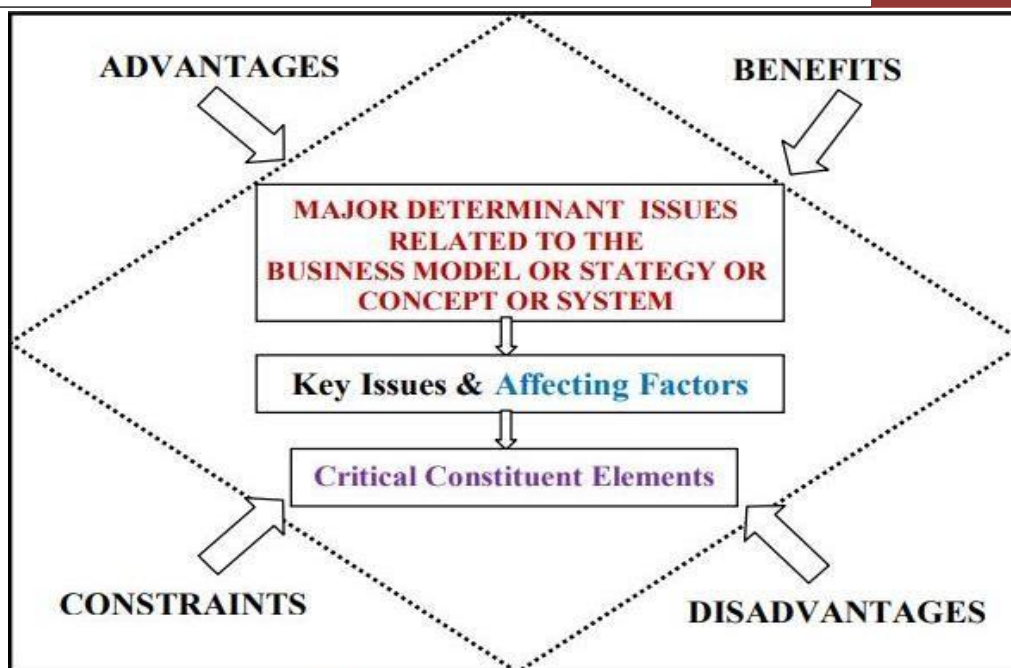 ADVANTAGES
BENEFITS
MAJOR DETERMINANT ISSUES
RELATED TO THE
BUSINESS MODEL OR STATEGY OR
CONCEPT OR SYSTEM
Key Issues & Affecting Factors
Critical Constituent Elements
CONSTRAINTS
DISADVANTAGES